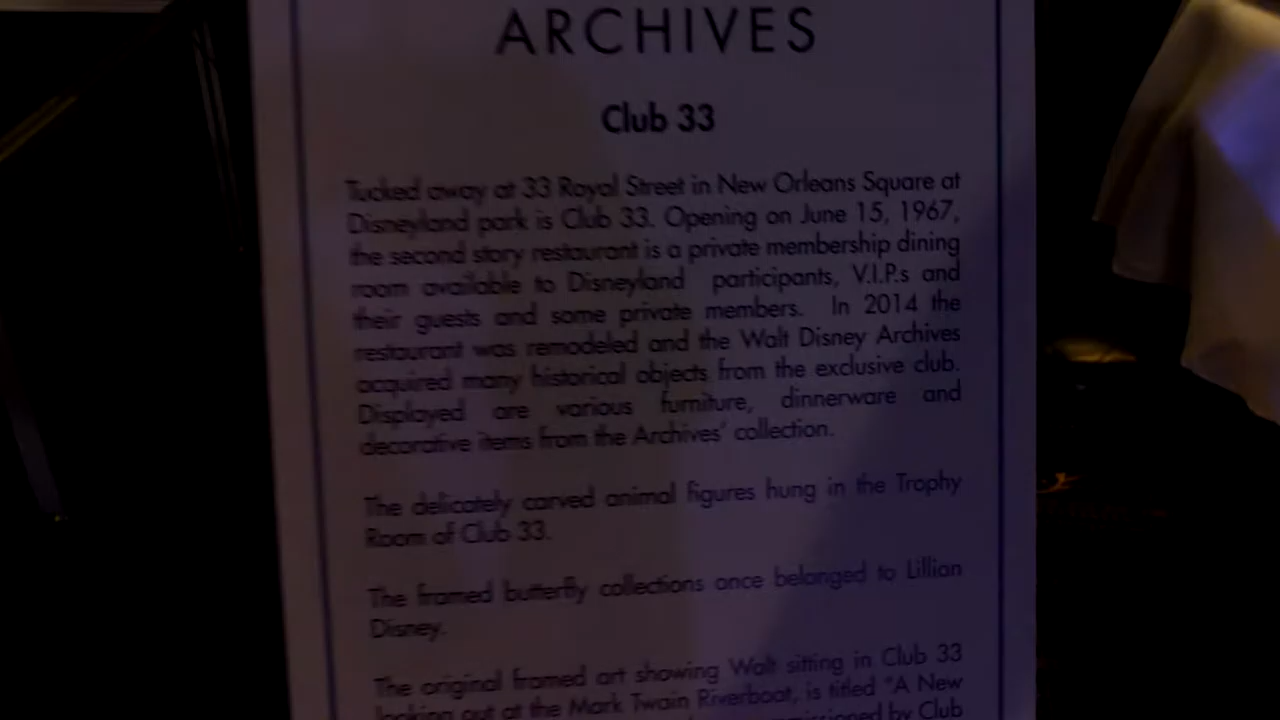 ARCHIVES
Club 33
Tucked away at 33 Royal Street in New Orleans Square at
Disneyland park is Club 33. Opening on June 15, 1967,
the second story restaurant is a private membership dining
room available to Disneyland participants, V.I.P.s and
their guests and some private members. In 2014 the
restaurant was remodeled and the Walt Disney Archives
acquired many historical objects from the exclusive club.
Displayed are various furniture, dinnerware and
decorative items from the Archives' collection.
The delicately carved animal figures hung in the Trophy
Room of Club 33.
The framed butterfly collections once belonged to Lillian
Disney.
The original framed art showing Walt sitting in Club 33
looking out at the Mark Twain Riverboat, is titled "A New
by Club